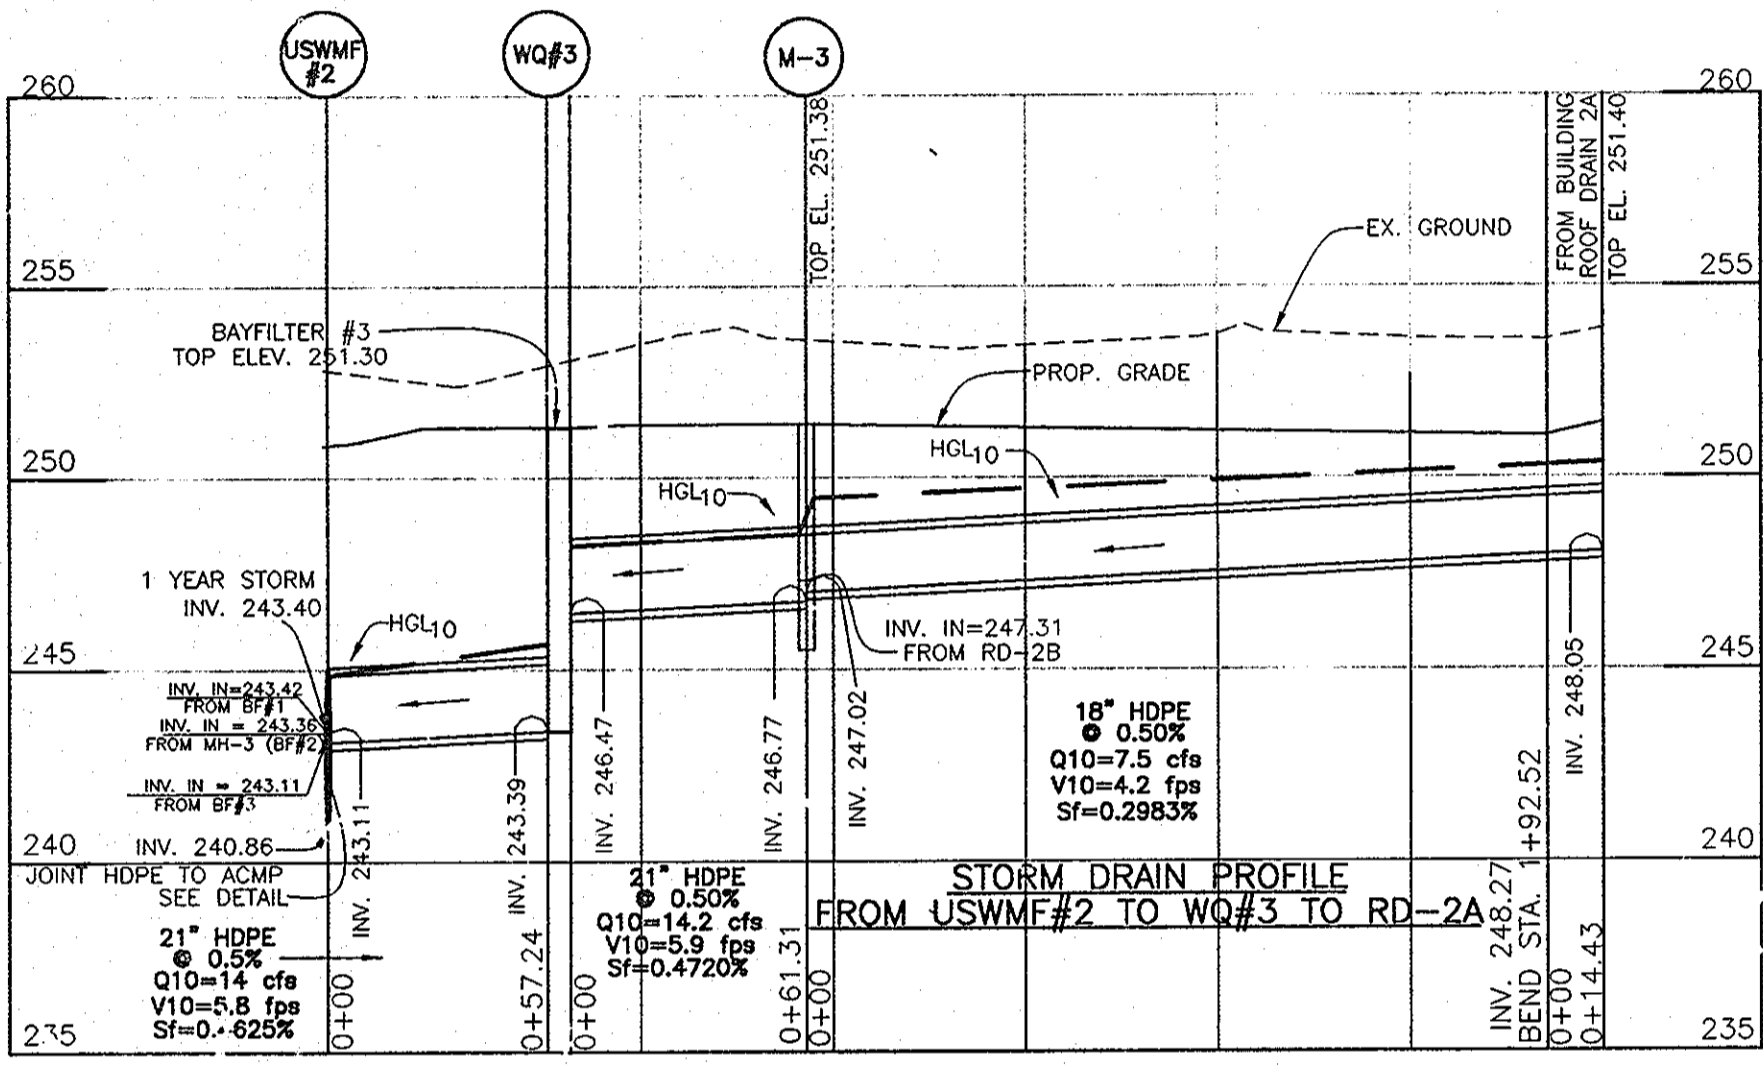 USWMF
#2
WQ#3
M-3
260
260
TOP EL. 251.38
FROM BUILDING
ROOF DRAIN 2A
TOP EL. 251.40
EX. GROUND
255
255
BAYFILTER #3
TOP ELEV. 251.30
PROP. GRADE
HGL10
250
250
HGL10
1 YEAR STORM
INV. 243.40
HGL10
INV. IN=247.31
FROM RD-2B
245
245
INV. IN=243.42
FROM BF#1
INV. IN = 243.36
FROM MH-3 (BF#2)
INV. IN = 243.11
FROM BF#3
INV. 240.86
JOINT HDPE TO ACMP
SEE DETAIL
INV. 243.11
INV. 243.39
INV. 246.47
INV. 246.77
INV. 247.02
18" HDPE
@ 0.50%
Q10=7.5 cfs
V10=4.2 fps
Sf=0.2983%
INV. 248.05
240
240
21" HDPE
@ 0.50%
Q10=14.2 cfs
V10=5.9 fps
Sf=0.4720%
STORM DRAIN PROFILE
FROM USWMF#2 TO WQ#3 TO RD-2A
21" HDPE
@ 0.5%
Q10=14 cfs
V10=5.8 fps
INV. 248.27
BEND STA. 1+92.52
235
235
0+00
0+57.24
0+00
0+61.31
0+00
0+00
0+14.43